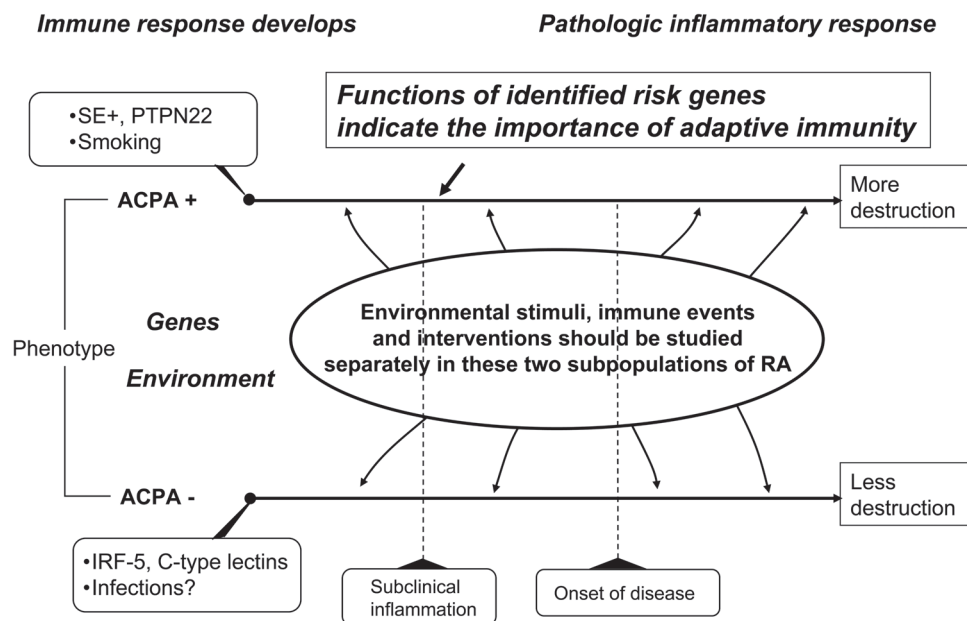 Immune response develops
Pathologic inflammatory response
•SE+, PTPN22
•Smoking
Functions of identified risk genes
indicate the importance of adaptive immunity
ACPA +
More
destruction
Genes
Phenotype
Environment
Environmental stimuli, immune events
and interventions should be studied
separately in these two subpopulations of RA
ACPA -
Less
destruction
•IRF-5, C-type lectins
•Infections?
Subclinical
inflammation
Onset of disease